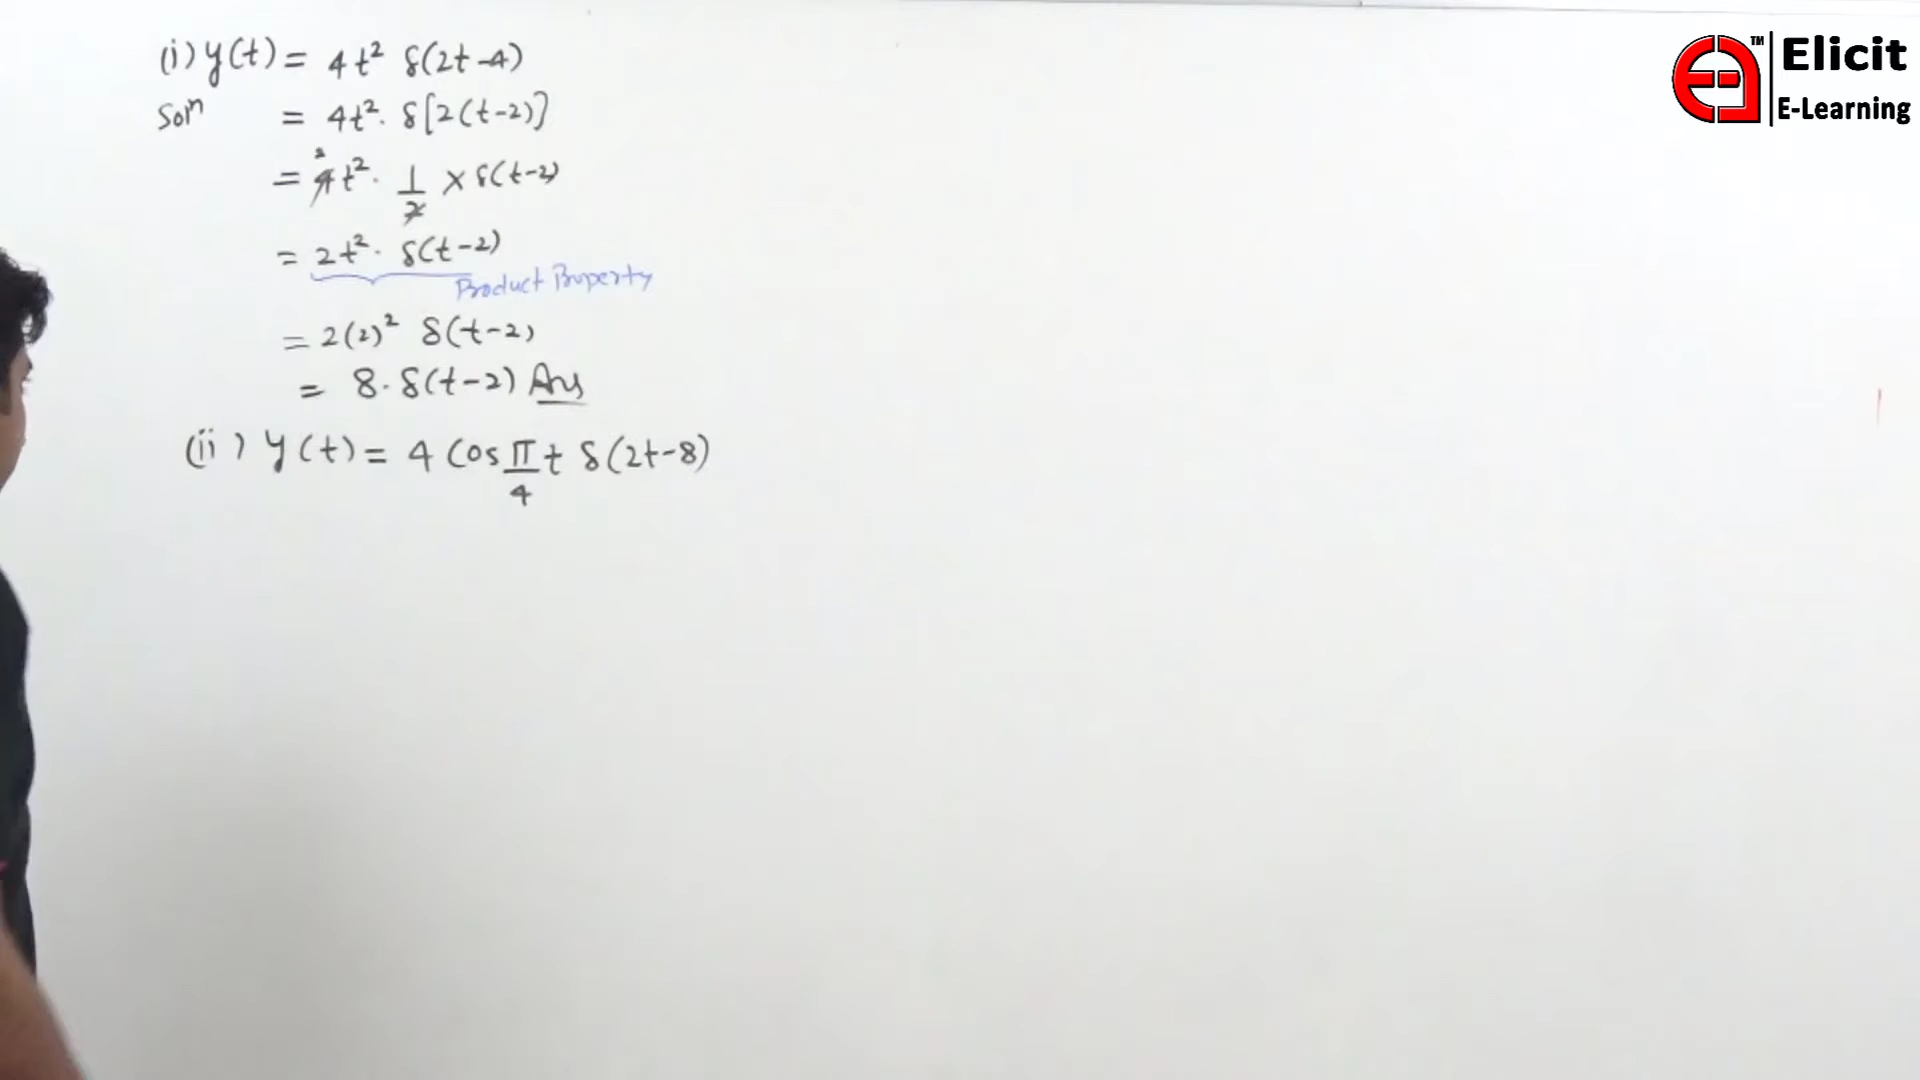 (i) y(t) = 4t² δ(2t-4)
Solⁿ = 4t². δ[2(t-2)]
= 4t². 1/2 × δ(t-2)
= 2t². δ(t-2)
Product Property
= 2(2)² δ(t-2)
= 8. δ(t-2) Ans
(ii) y(t) = 4 Cos π/4 t δ(2t-8)
Elicit
E-Learning
TM